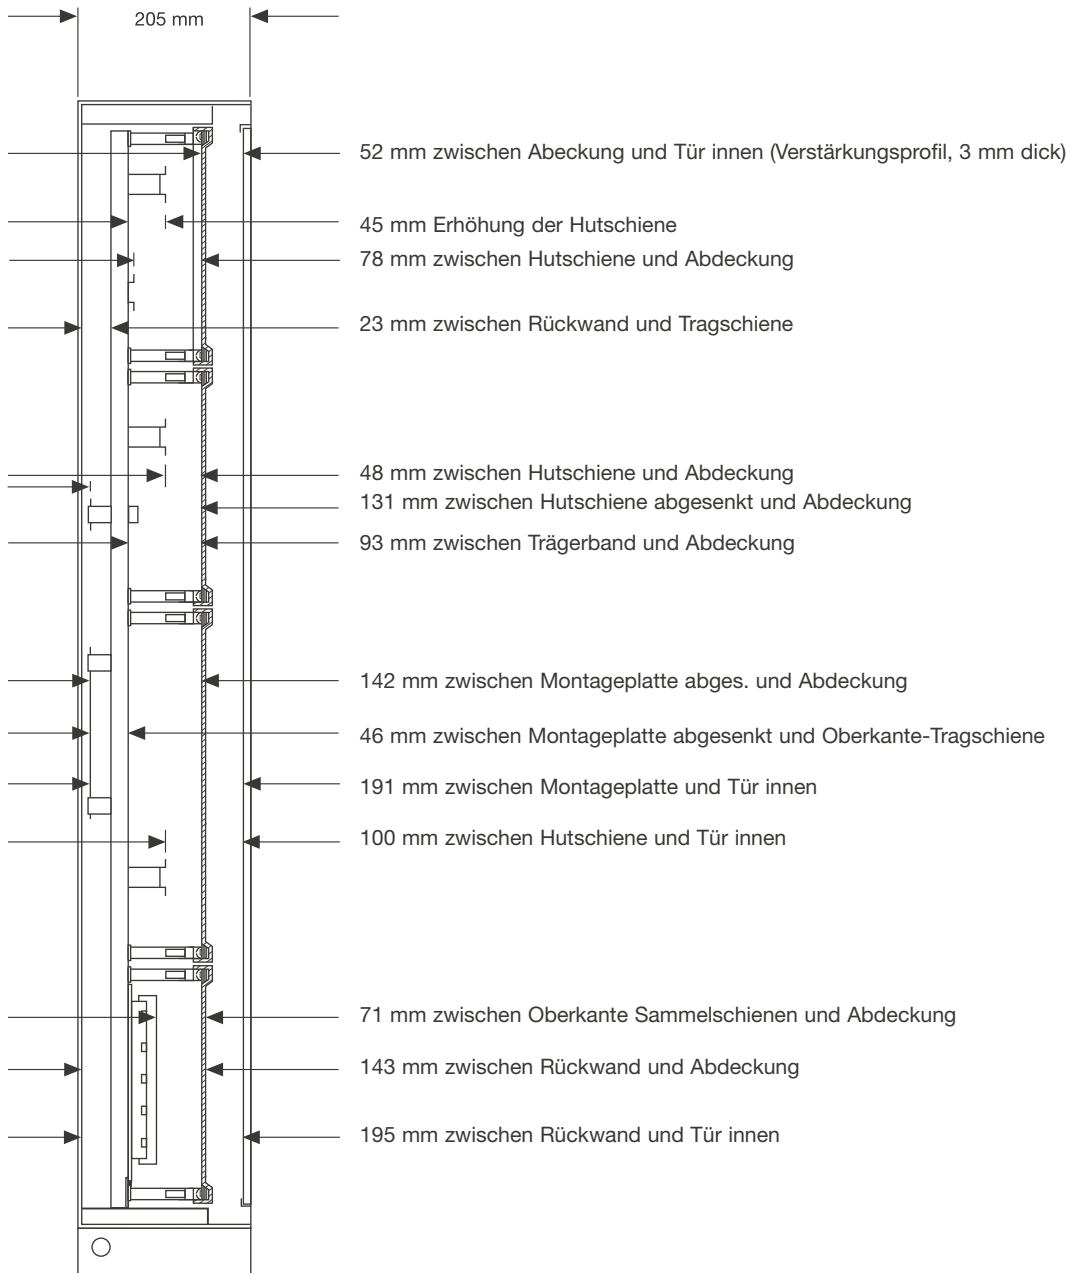 205 mm
52 mm zwischen Abeckung und Tür innen (Verstärkungsprofil, 3 mm dick)
45 mm Erhöhung der Hutschiene
78 mm zwischen Hutschiene und Abdeckung
23 mm zwischen Rückwand und Tragschiene
48 mm zwischen Hutschiene und Abdeckung
131 mm zwischen Hutschiene abgesenkt und Abdeckung
93 mm zwischen Trägerband und Abdeckung
142 mm zwischen Montageplatte abges. und Abdeckung
46 mm zwischen Montageplatte abgesenkt und Oberkante-Tragschiene
191 mm zwischen Montageplatte und Tür innen
100 mm zwischen Hutschiene und Tür innen
71 mm zwischen Oberkante Sammelschienen und Abdeckung
143 mm zwischen Rückwand und Abdeckung
195 mm zwischen Rückwand und Tür innen